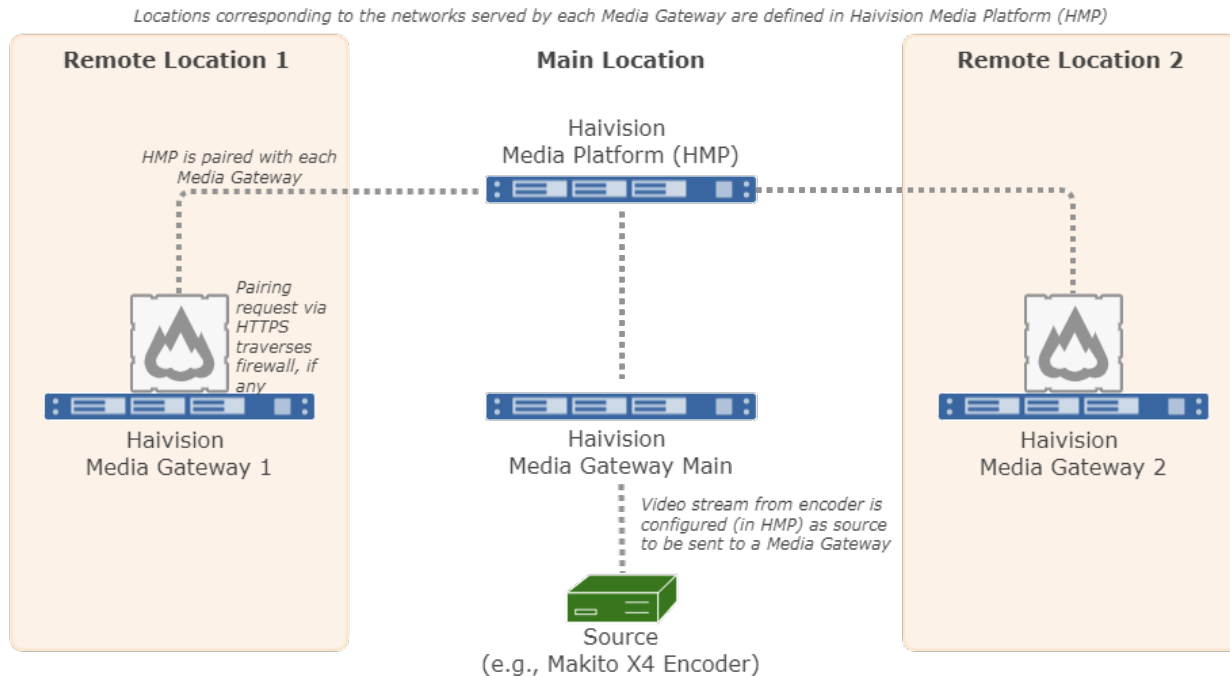 Locations corresponding to the networks served by each Media Gateway are defined in Haivision Media Platform (HMP)
Remote Location 1
Main Location
Remote Location 2
Haivision
Media Platform (HMP)
HMP is paired with each
Media Gateway
Pairing
request via
HTTPS
traverses
firewall, if
any
Haivision
Media Gateway 1
Haivision
Media Gateway Main
Haivision
Media Gateway 2
Video stream from encoder is
configured (in HMP) as source
to be sent to a Media Gateway
Source
(e.g., Makito X4 Encoder)